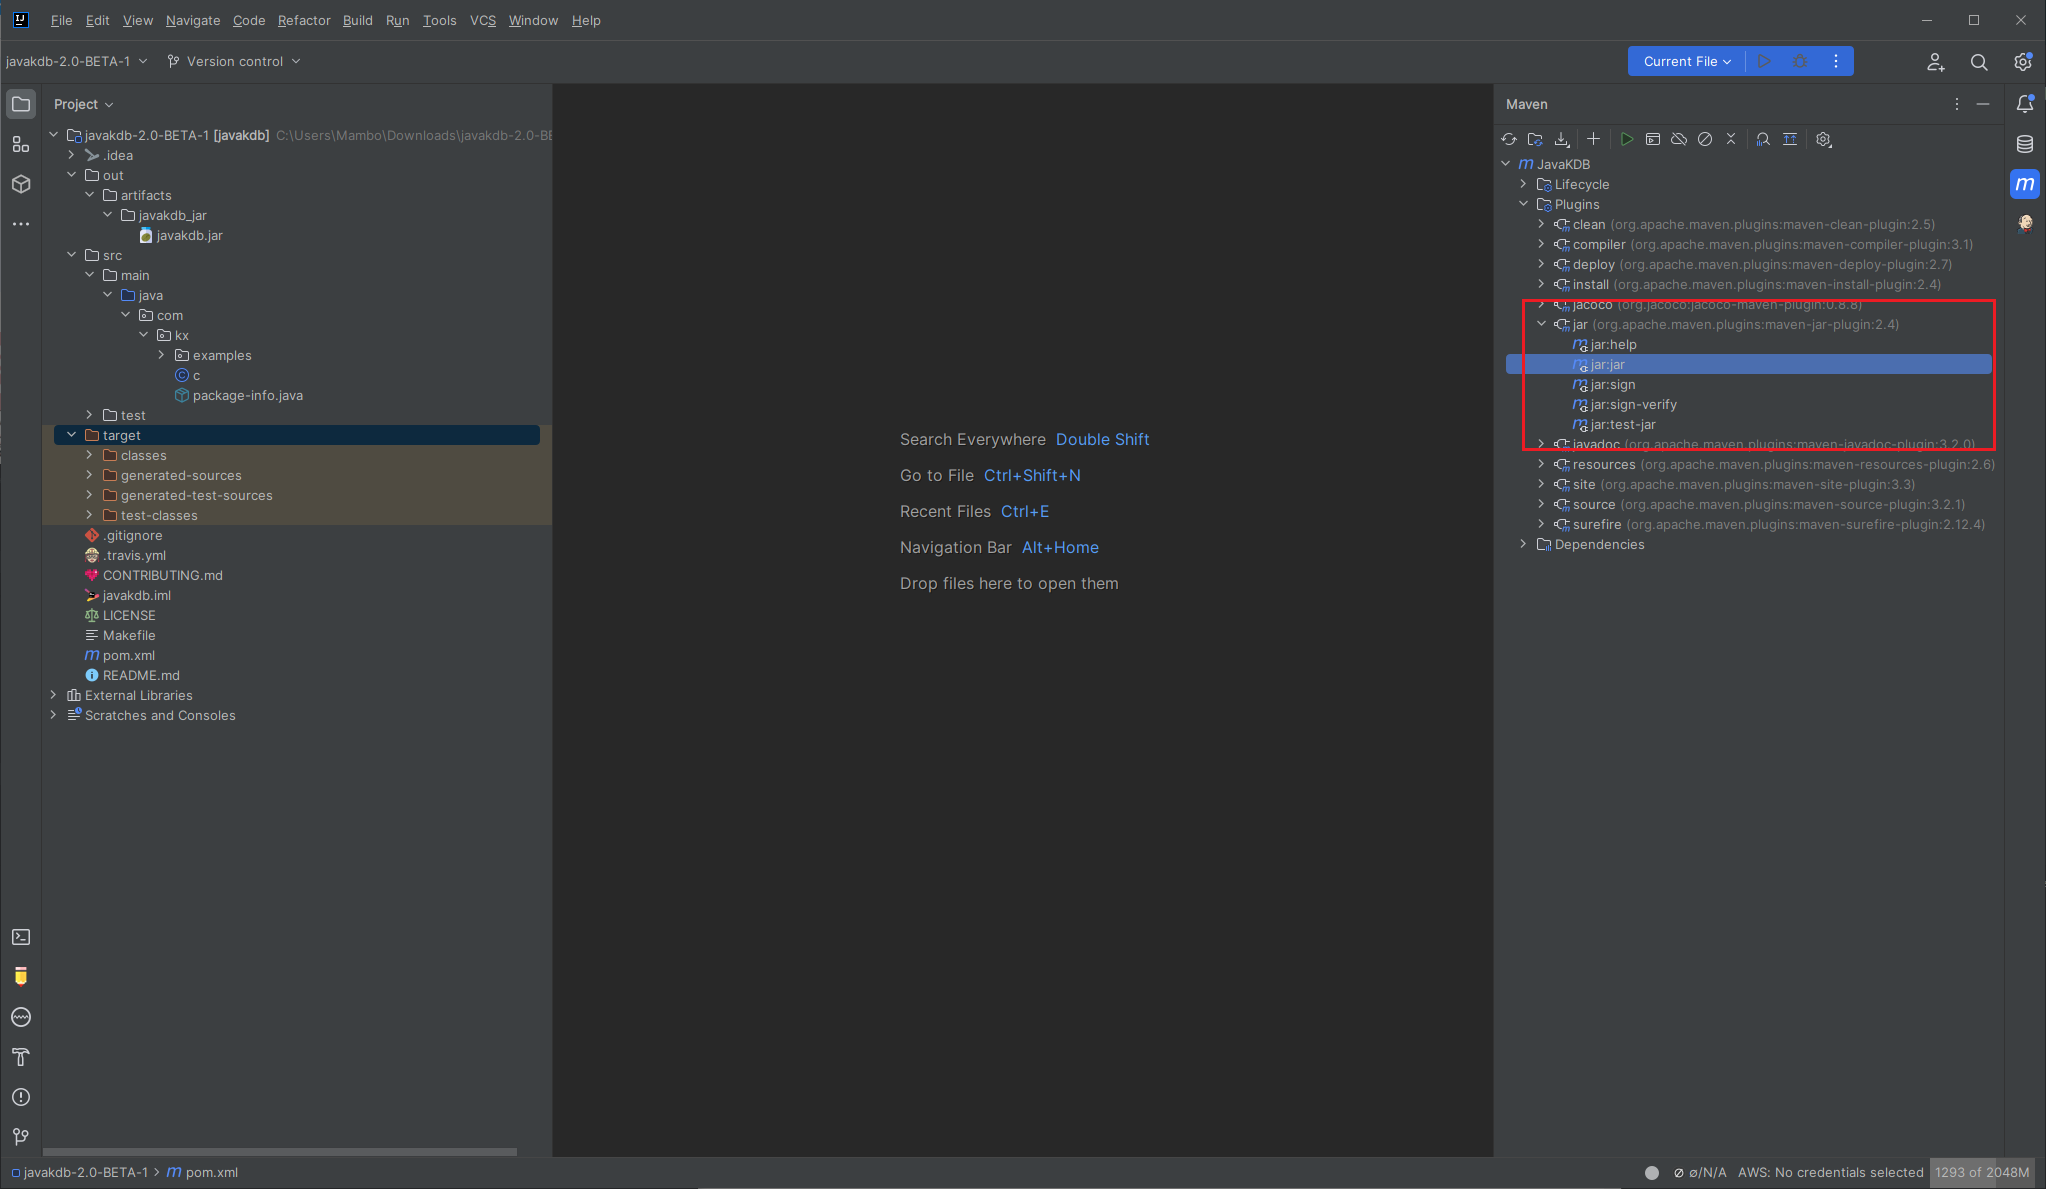 File Edit View Navigate Code Refactor Build Run Tools VCS Window Help
javakdb-2.0-BETA-1 Version control Current File
Project
javakdb-2.0-BETA-1 [javakdb] C:\Users\Mambo\Downloads\javakdb-2.0-BE
.idea
out
artifacts
javakdb_jar
javakdb.jar
src
main
java
com
kx
examples
c
package-info.java
test
target
classes
generated-sources
generated-test-sources
test-classes
.gitignore
.travis.yml
CONTRIBUTING.md
javakdb.iml
LICENSE
Makefile
pom.xml
README.md
External Libraries
Scratches and Consoles
Search Everywhere Double Shift
Go to File Ctrl+Shift+N
Recent Files Ctrl+E
Navigation Bar Alt+Home
Drop files here to open them
Maven
JavaKDB
Lifecycle
Plugins
clean (org.apache.maven.plugins:maven-clean-plugin:2.5)
compiler (org.apache.maven.plugins:maven-compiler-plugin:3.1)
deploy (org.apache.maven.plugins:maven-deploy-plugin:2.7)
install (org.apache.maven.plugins:maven-install-plugin:2.4)
jacoco (org.jacoco:jacoco-maven-plugin:0.8.8)
jar (org.apache.maven.plugins:maven-jar-plugin:2.4)
jar:help
jar:jar
jar:sign
jar:sign-verify
jar:test-jar
javadoc (org.apache.maven.plugins:maven-javadoc-plugin:3.2.0)
resources (org.apache.maven.plugins:maven-resources-plugin:2.6)
site (org.apache.maven.plugins:maven-site-plugin:3.3)
source (org.apache.maven.plugins:maven-source-plugin:3.2.1)
surefire (org.apache.maven.plugins:maven-surefire-plugin:2.12.4)
Dependencies
javakdb-2.0-BETA-1 > pom.xml
ø/N/A AWS: No credentials selected 1293 of 2048M